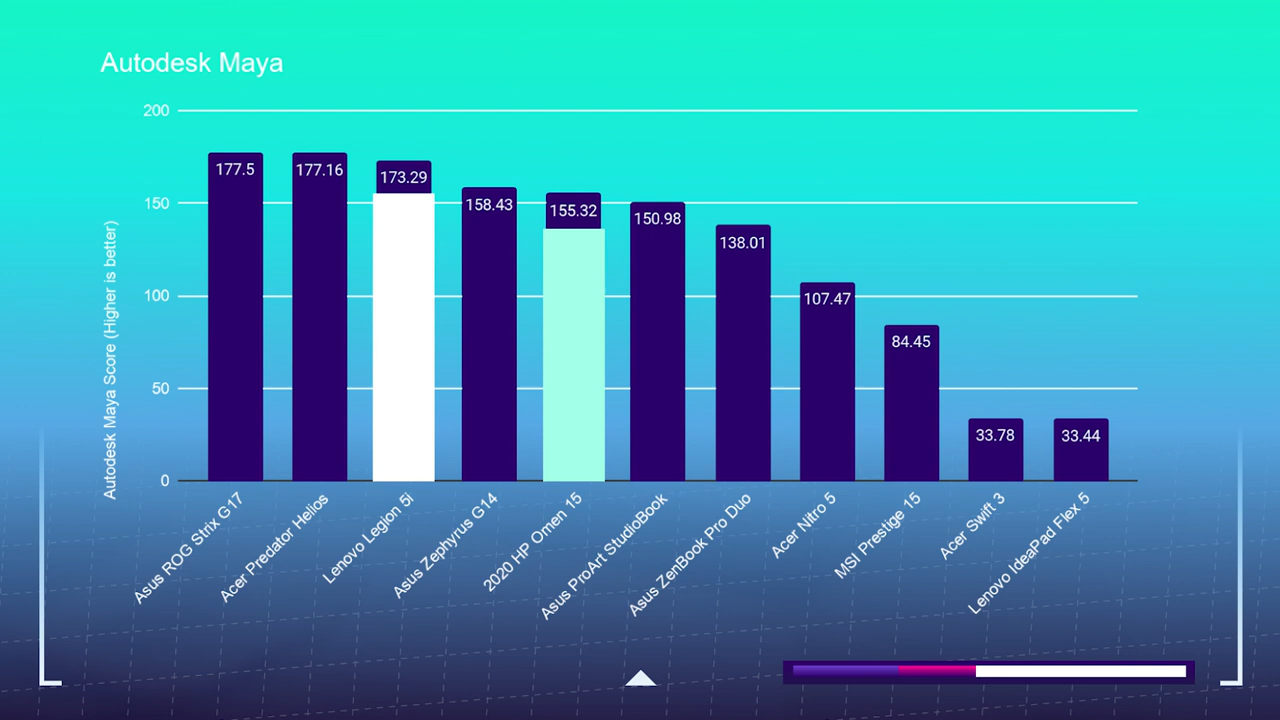 Autodesk Maya
Autodesk Maya Score (Higher is better)
200
150
100
50
0
177.5
177.16
173.29
158.43
155.32
150.98
138.01
107.47
84.45
33.78
33.44
Asus ROG Strix G17
Acer Predator Helios
Lenovo Legion 5i
Asus Zephyrus G14
2020 HP Omen 15
Asus ProArt StudioBook
Asus ZenBook Pro Duo
Acer Nitro 5
MSI Prestige 15
Acer Swift 3
Lenovo IdeaPad Flex 5